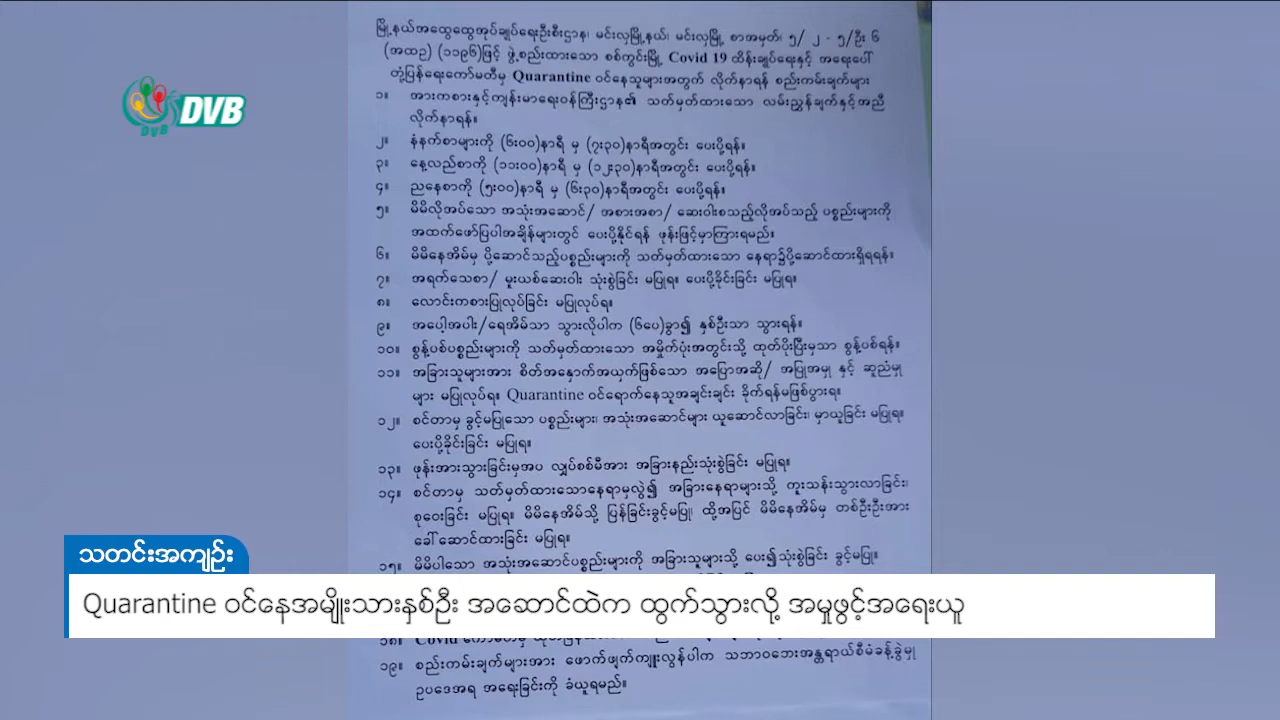 မြို့နယ်အထွေထွေအုပ်ချုပ်ရေးဦးစီးဌာန၊ မင်းလှမြို့နယ်၊ မင်းလှမြို့ စာအမှတ်၊ ၅/ ၂ - ၅/ဦး ၆
(အထဥ) (၁၁၉၆)ဖြင့် ဖွဲ့စည်းထားသော စစ်ကွင်းမြို့ Covid 19 ထိန်းချုပ်ရေးနှင့် အရေးပေါ်
တုံ့ပြန်ရေးကော်မတီမှ Quarantine ဝင်နေသူများအတွက် လိုက်နာရန် စည်းကမ်းချက်များ
၁။ အားကစားနှင့်ကျန်းမာရေးဝန်ကြီးဌာန၏ သတ်မှတ်ထားသော လမ်းညွှန်ချက်နှင့်အညီ
လိုက်နာရန်။
DVB
DVB
၂။ နံနက်စာများကို (၆း၀၀)နာရီ မှ (၇း၃၀)နာရီအတွင်း ပေးပို့ရန်။
၃။ နေ့လည်စာကို (၁၁း၀၀)နာရီ မှ (၁၂း၃၀)နာရီအတွင်း ပေးပို့ရန်။
၄။ ညနေစာကို (၅း၀၀)နာရီ မှ (၆း၃၀)နာရီအတွင်း ပေးပို့ရန်။
၅။ မိမိလိုအပ်သော အသုံးအဆောင်/ အစားအစာ/ ဆေးဝါးစသည့်လိုအပ်သည့် ပစ္စည်းများကို
အထက်ဖော်ပြပါအချိန်များတွင် ပေးပို့နိုင်ရန် ဖုန်းဖြင့်မှာကြားရမည်။
၆။ မိမိနေအိမ်မှ ပို့ဆောင်သည့်ပစ္စည်းများကို သတ်မှတ်ထားသော နေရာ၌ပို့ဆောင်ထားရှိရန်။
၇။ အရက်သေစာ/ မူးယစ်ဆေးဝါး သုံးစွဲခြင်း မပြုရ။ ပေးပို့ခိုင်းခြင်း မပြုရ။
၈။ လောင်းကစားပြုလုပ်ခြင်း မပြုလုပ်ရ။
၉။ အပေါ့အပါး/ရေအိမ်သာ သွားလိုပါက (၆ပေ)ခွာ၍ နှစ်ဦးသာ သွားရန်။
၁၀။ စွန့်ပစ်ပစ္စည်းများကို သတ်မှတ်ထားသော အမှိုက်ပုံးအတွင်းသို့ ထုတ်ပိုးပြီးမှသာ စွန့်ပစ်ရန်။
၁၁။ အခြားသူများအား စိတ်အနှောက်အယှက်ဖြစ်သော အပြောအဆို/ အပြုအမူ နှင့် ဆူညံမှု
များ မပြုလုပ်ရ။ Quarantine ဝင်ရောက်နေသူအချင်းချင်း ခိုက်ရန်မဖြစ်ပွားရ။
၁၂။ စင်တာမှ ခွင့်မပြုသော ပစ္စည်းများ၊ အသုံးအဆောင်များ ယူဆောင်လာခြင်း၊ မှာယူခြင်း မပြုရ။
ပေးပို့ခိုင်းခြင်း မပြုရ။
၁၃။ ဖုန်းအားသွားခြင်းမှအပ လျှပ်စစ်မီအား အခြားနည်းသုံးစွဲခြင်း မပြုရ။
၁၄။ စင်တာမှ သတ်မှတ်ထားသောနေရာမှလွဲ၍ အခြားနေရာများသို့ ကူးသန်းသွားလာခြင်း၊
စုဝေးခြင်း မပြုရ။ မိမိနေအိမ်သို့ ပြန်ခြင်းခွင့်မပြု၊ ထို့အပြင် မိမိနေအိမ်မှ တစ်ဦးဦးအား
ခေါ်ဆောင်ထားခြင်း မပြုရ။
၁၅။ မိမိပါသော အသုံးအဆောင်ပစ္စည်းများကို အခြားသူများသို့ ပေး၍သုံးစွဲခြင်း ခွင့်မပြု။
သတင်းအကျဉ်း
Quarantine ဝင်နေအမျိုးသားနှစ်ဦး အဆောင်ထဲက ထွက်သွားလို့ အမှုဖွင့်အရေးယူ
၁၈။ Covid
၁၉။ စည်းကမ်းချက်များအား ဖောက်ဖျက်ကျူးလွန်ပါက သဘာဝဘေးအန္တရာယ်စီမံခန့်ခွဲမှု
ဥပဒေအရ အရေးခြင်းကို ခံယူရမည်။